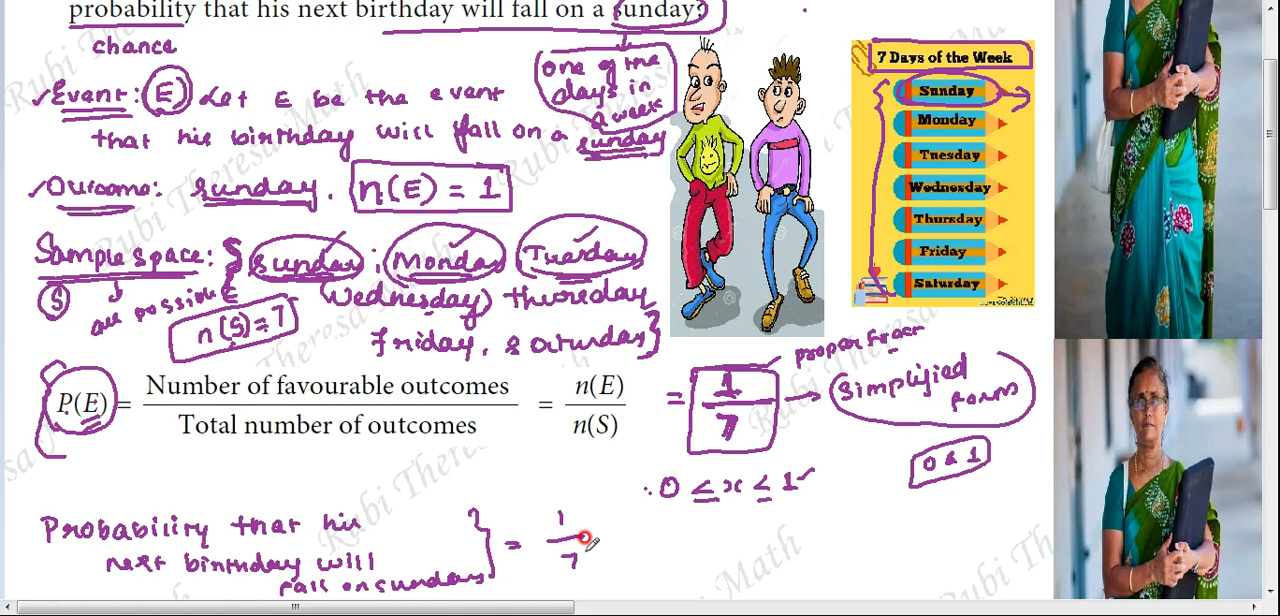 probability that his next birthday will fall on a sunday?
chance
one of the
days in
a week
Event: E Let E be the event
that his birthday will fall on a
sunday
Outcome: sunday. n(E) = 1
Sample space: { sunday, Monday, Tuesday
S all possible
wednesday, thursday
n(S) = 7
friday, saturday }
7 Days of the Week
Sunday
Monday
Tuesday
Wednesday
Thursday
Friday
Saturday
proper fract
P(E) = Number of favourable outcomes / Total number of outcomes = n(E) / n(S) = 1/7 → Simplified form
0 & 1
∴ 0 ≤ x ≤ 1 ✓
Probability that his
next birthday will
fall on sunday } = 1/7
Rubi Theresa Math